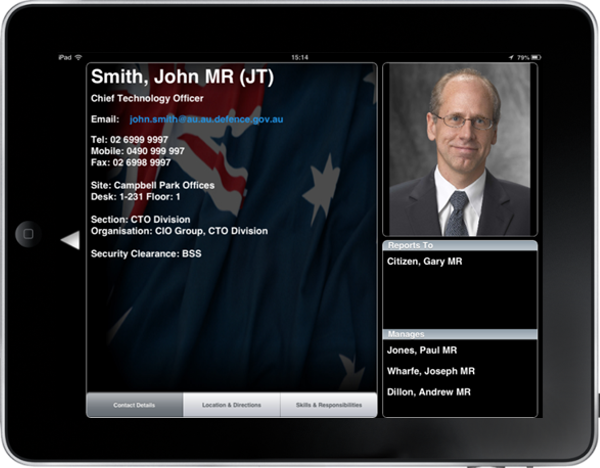 iPad
15:14
79%
Smith, John MR (JT)
Chief Technology Officer
Email: john.smith@au.au.defence.gov.au
Tel: 02 6999 9997
Mobile: 0490 999 997
Fax: 02 6998 9997
Site: Campbell Park Offices
Desk: 1-231 Floor: 1
Section: CTO Division
Organisation: CIO Group, CTO Division
Security Clearance: BSS
Contact Details
Location & Directions
Skills & Responsibilities
Reports To
Citizen, Gary MR
Manages
Jones, Paul MR
Wharfe, Joseph MR
Dillon, Andrew MR